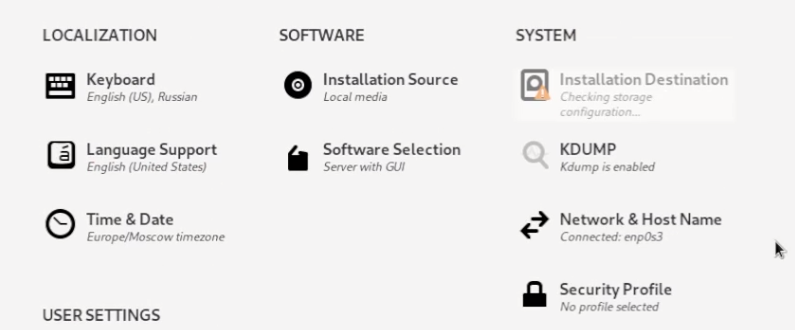 LOCALIZATION
Keyboard
English (US), Russian
Language Support
English (United States)
Time & Date
Europe/Moscow timezone
USER SETTINGS
SOFTWARE
Installation Source
Local media
Software Selection
Server with GUI
SYSTEM
Installation Destination
Checking storage
configuration...
KDUMP
Kdump is enabled
Network & Host Name
Connected: enp0s3
Security Profile
No profile selected